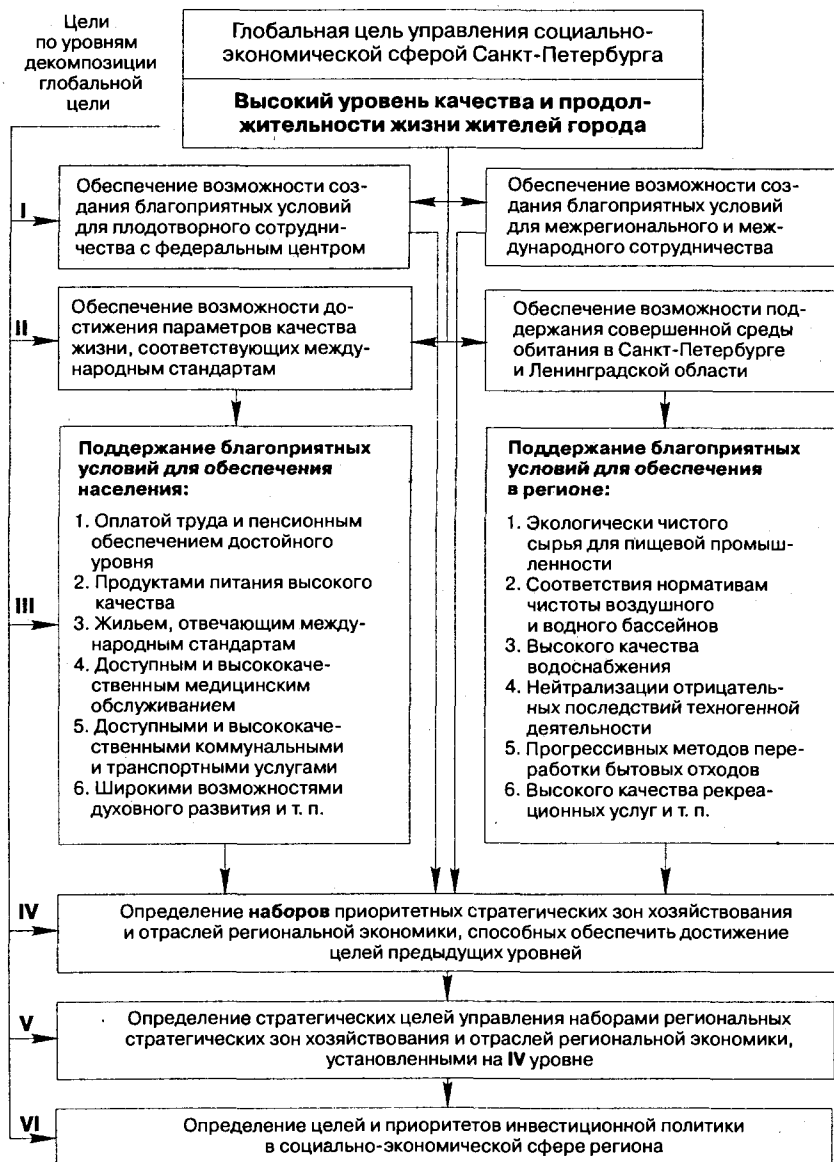 Цели
по уровням
декомпозиции
глобальной
цели
Глобальная цель управления социально-
экономической сферой Санкт-Петербурга
Высокий уровень качества и продол-
жительности жизни жителей города
I
Обеспечение возможности соз-
дания благоприятных условий
для плодотворного сотрудни-
чества с федеральным центром
Обеспечение возможности соз-
дания благоприятных условий
для межрегионального и меж-
дународного сотрудничества
II
Обеспечение возможности до-
стижения параметров качества
жизни, соответствующих между-
народным стандартам
Обеспечение возможности под-
держания совершенной среды
обитания в Санкт-Петербурге
и Ленинградской области
III
Поддержание благоприятных
условий для обеспечения
населения:
1. Оплатой труда и пенсионным
обеспечением достойного
уровня
2. Продуктами питания высокого
качества
3. Жильем, отвечающим между-
народным стандартам
4. Доступным и высококаче-
ственным медицинским
обслуживанием
5. Доступными и высококаче-
ственными коммунальными
и транспортными услугами
6. Широкими возможностями
духовного развития и т. п.
Поддержание благоприятных
условий для обеспечения
в регионе:
1. Экологически чистого
сырья для пищевой промыш-
ленности
2. Соответствия нормативам
чистоты воздушного
и водного бассейнов
3. Высокого качества
водоснабжения
4. Нейтрализации отрицатель-
ных последствий техногенной
деятельности
5. Прогрессивных методов пере-
работки бытовых отходов
6. Высокого качества рекреа-
ционных услуг и т. п.
IV
Определение наборов приоритетных стратегических зон хозяйствования
и отраслей региональной экономики, способных обеспечить достижение
целей предыдущих уровней
V
Определение стратегических целей управления наборами региональных
стратегических зон хозяйствования и отраслей региональной экономики,
установленными на IV уровне
VI
Определение целей и приоритетов инвестиционной политики
в социально-экономической сфере региона